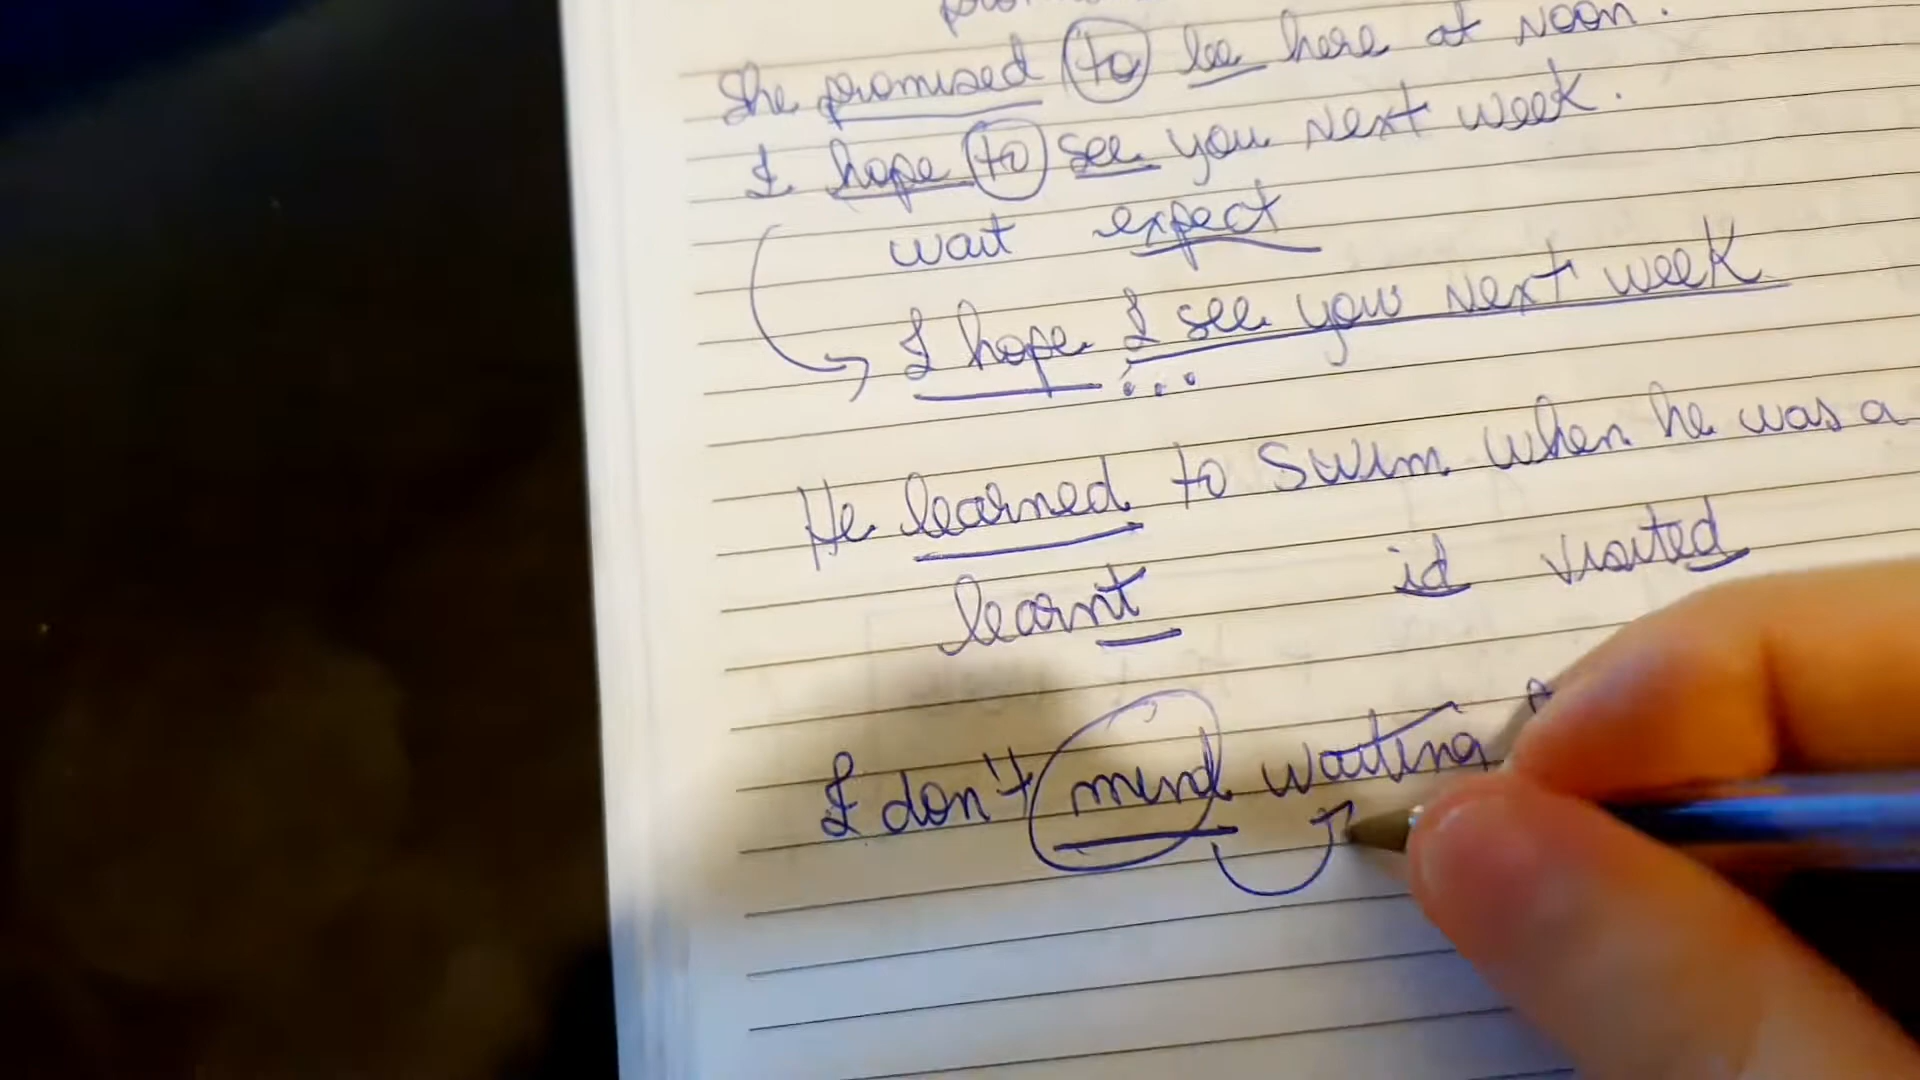 She promised to be here at noon.
I hope to see you next week.
wait expect
I hope I see you next week
...
He learned to swim when he was a
learnt id visited
I don't mind waiting